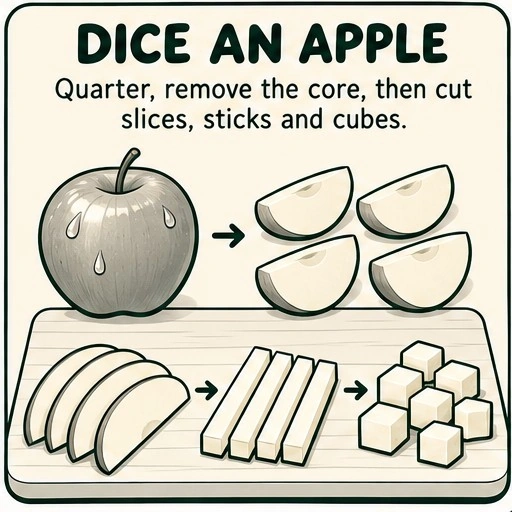 DICE AN APPLE
Quarter, remove the core, then cut
slices, sticks and cubes.